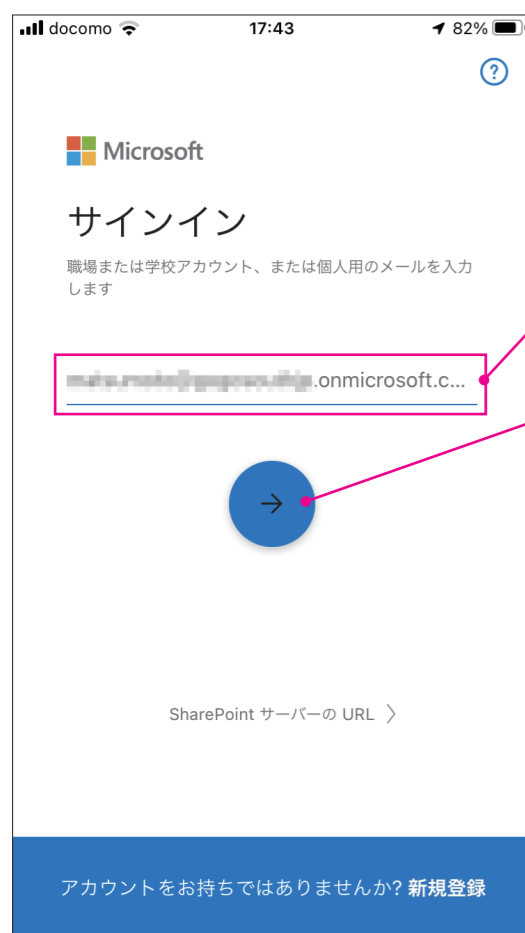 docomo 17:43 82%
?
Microsoft
サインイン
職場または学校アカウント、または個人用のメールを入力
します
.onmicrosoft.c...
SharePoint サーバーの URL 〉
アカウントをお持ちではありませんか? 新規登録